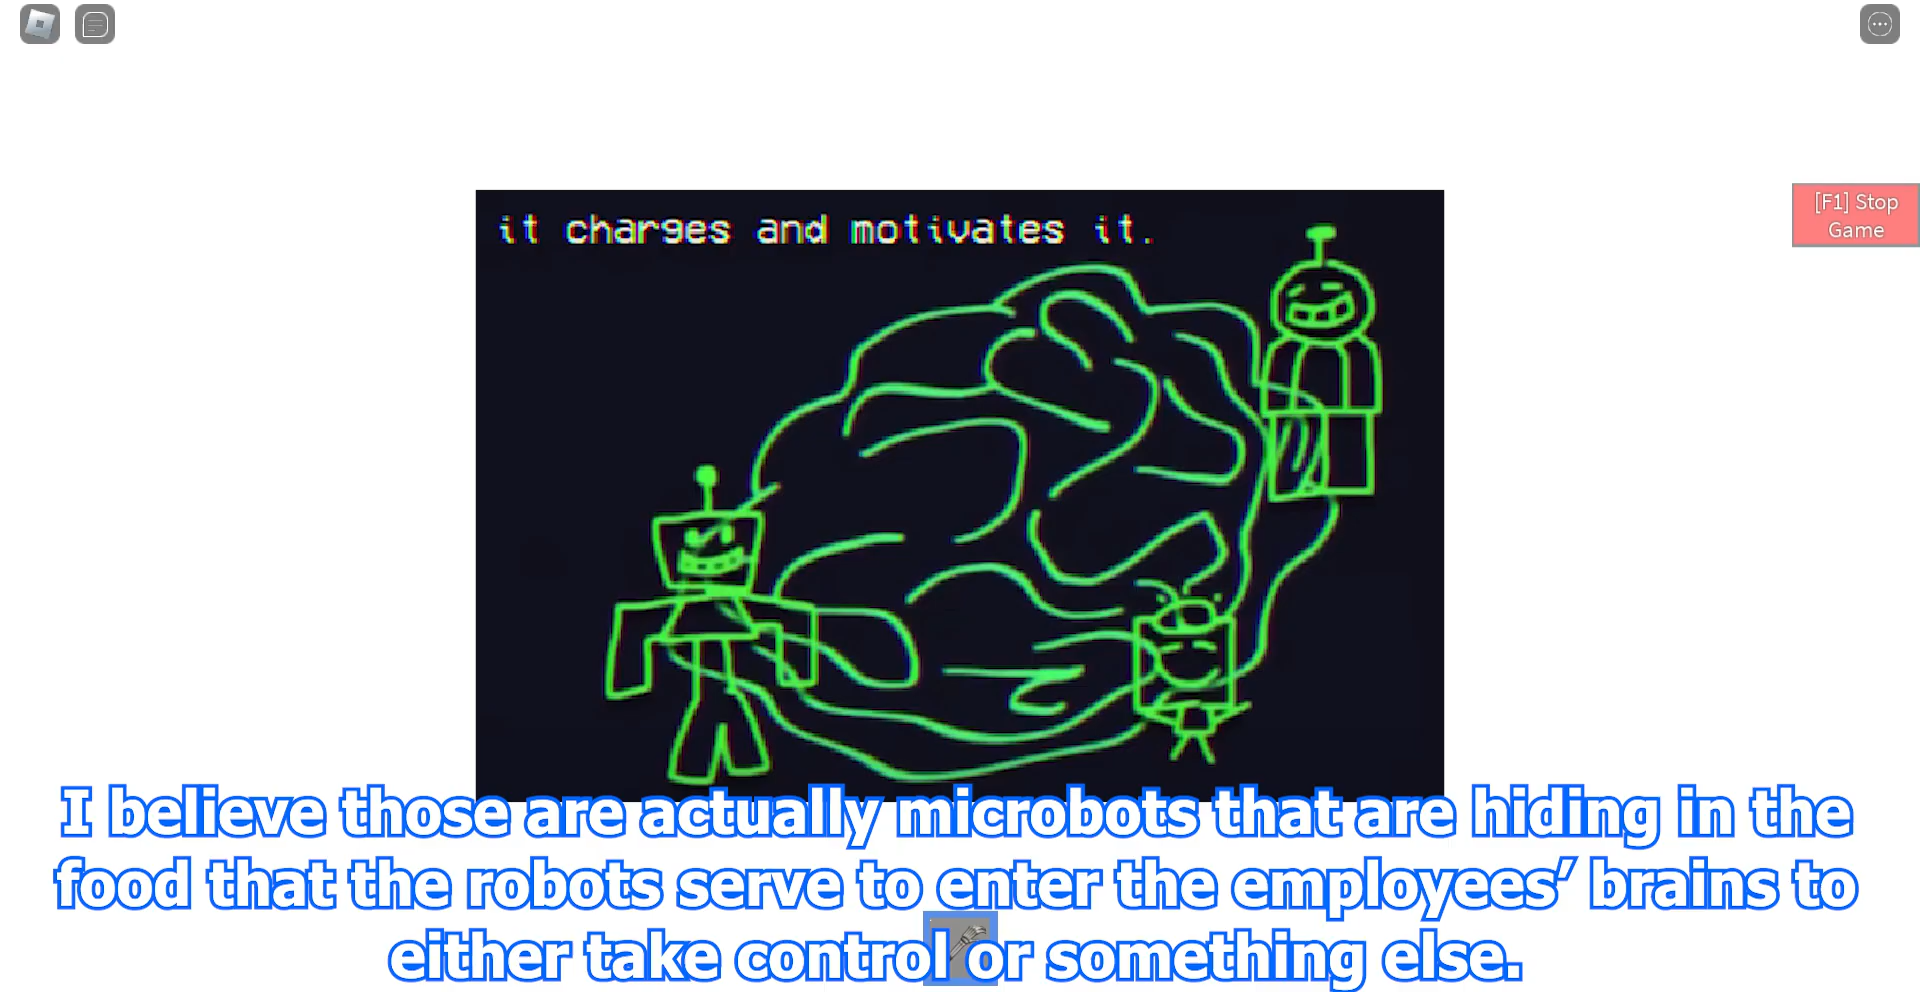 it charges and motivates it.
[F1] Stop
Game
I believe those are actually microbots that are hiding in the
food that the robots serve to enter the employees’ brains to
either take control or something else.